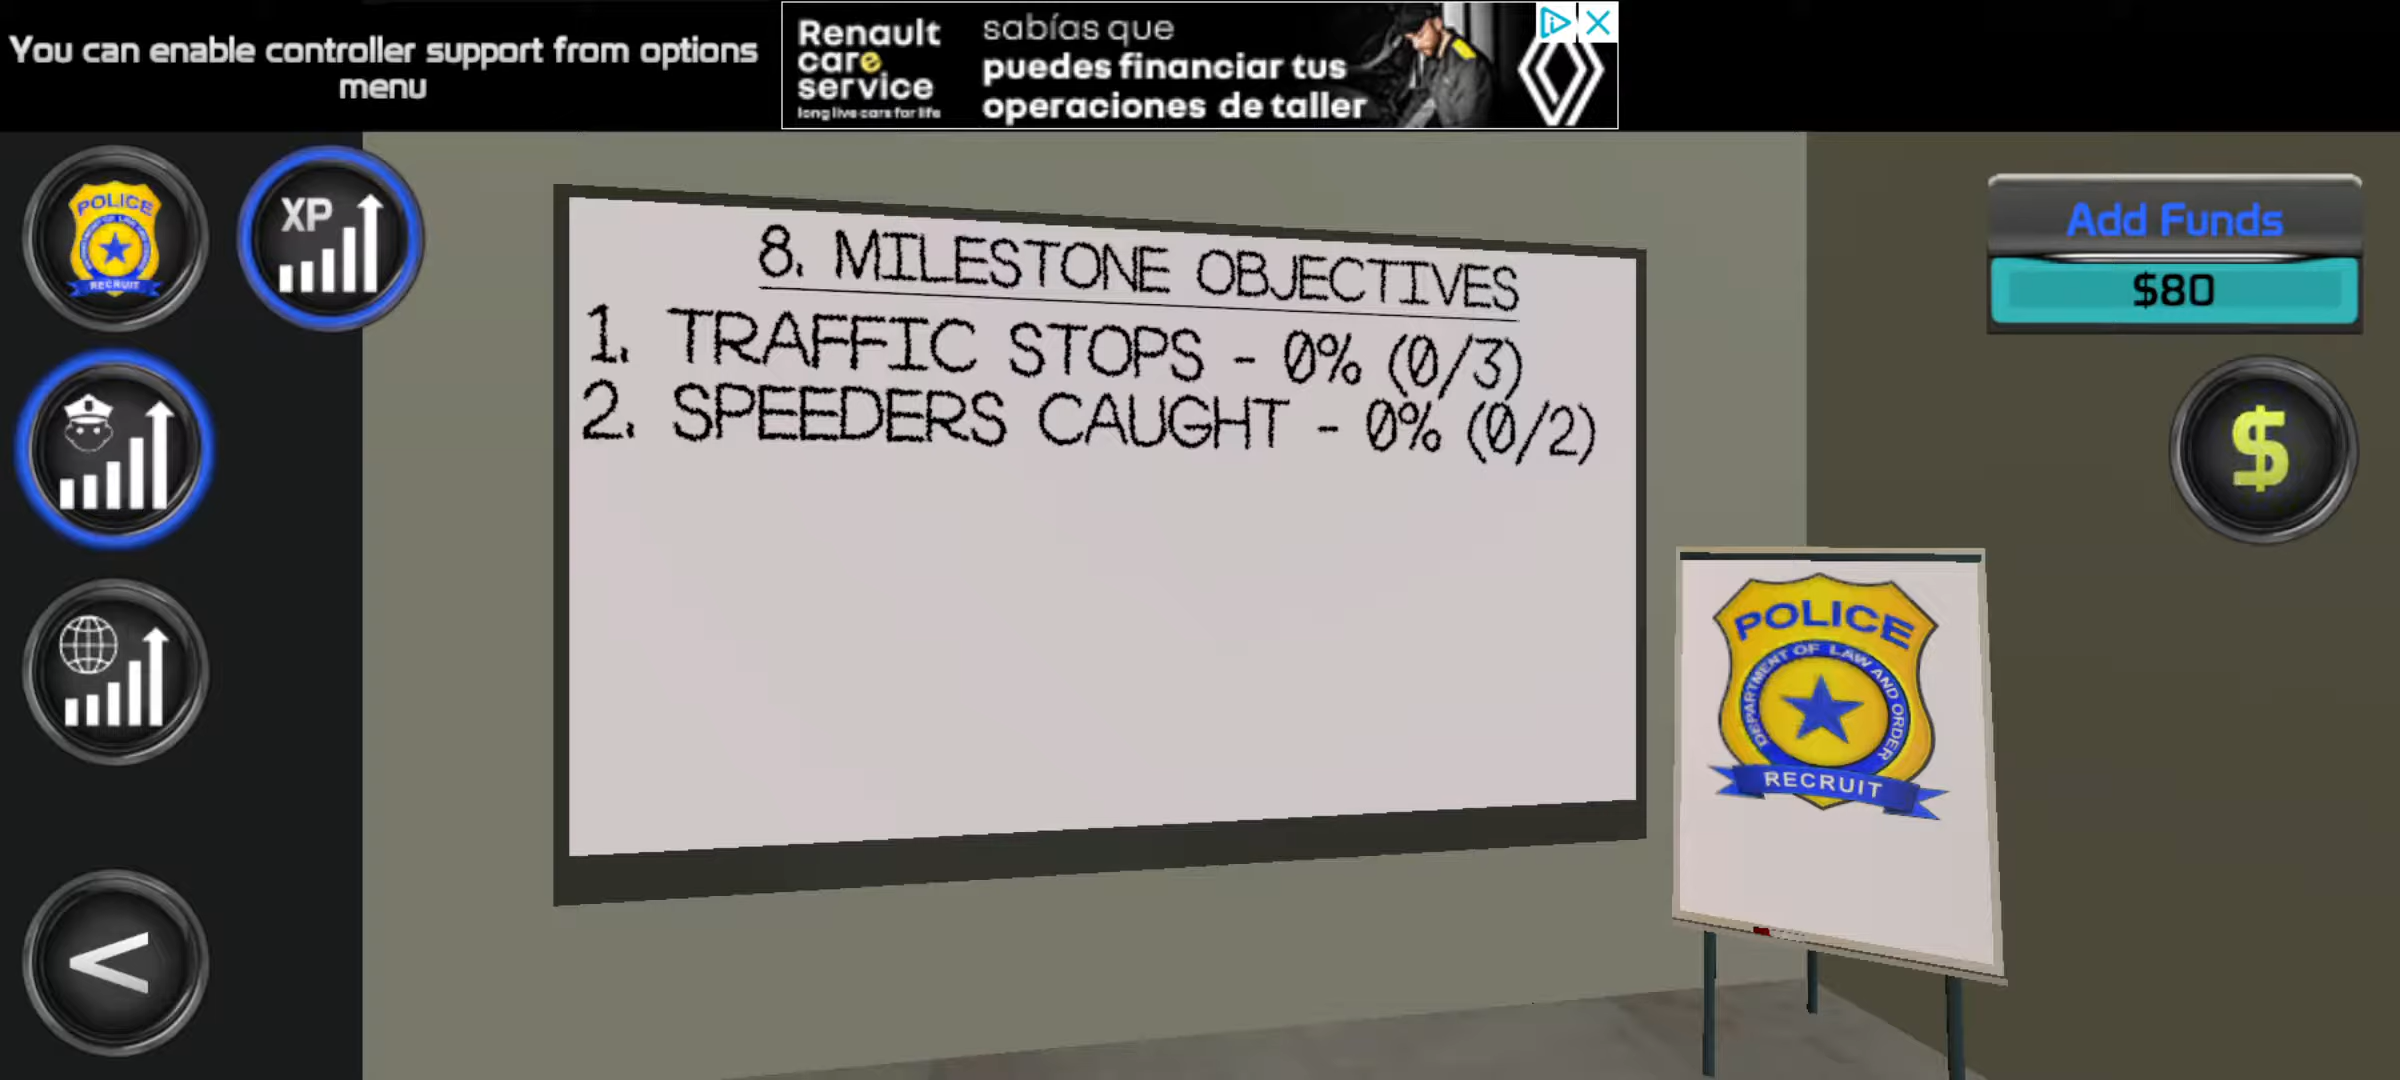 You can enable controller support from options
menu
Renault
care
service
long live cars for life
sabías que
puedes financiar tus
operaciones de taller
POLICE
RECRUIT
XP
Add Funds
$80
$
8. MILESTONE OBJECTIVES
1. TRAFFIC STOPS - 0% (0/3)
2. SPEEDERS CAUGHT - 0% (0/2)
POLICE
DEPARTMENT OF LAW AND ORDER
RECRUIT
<